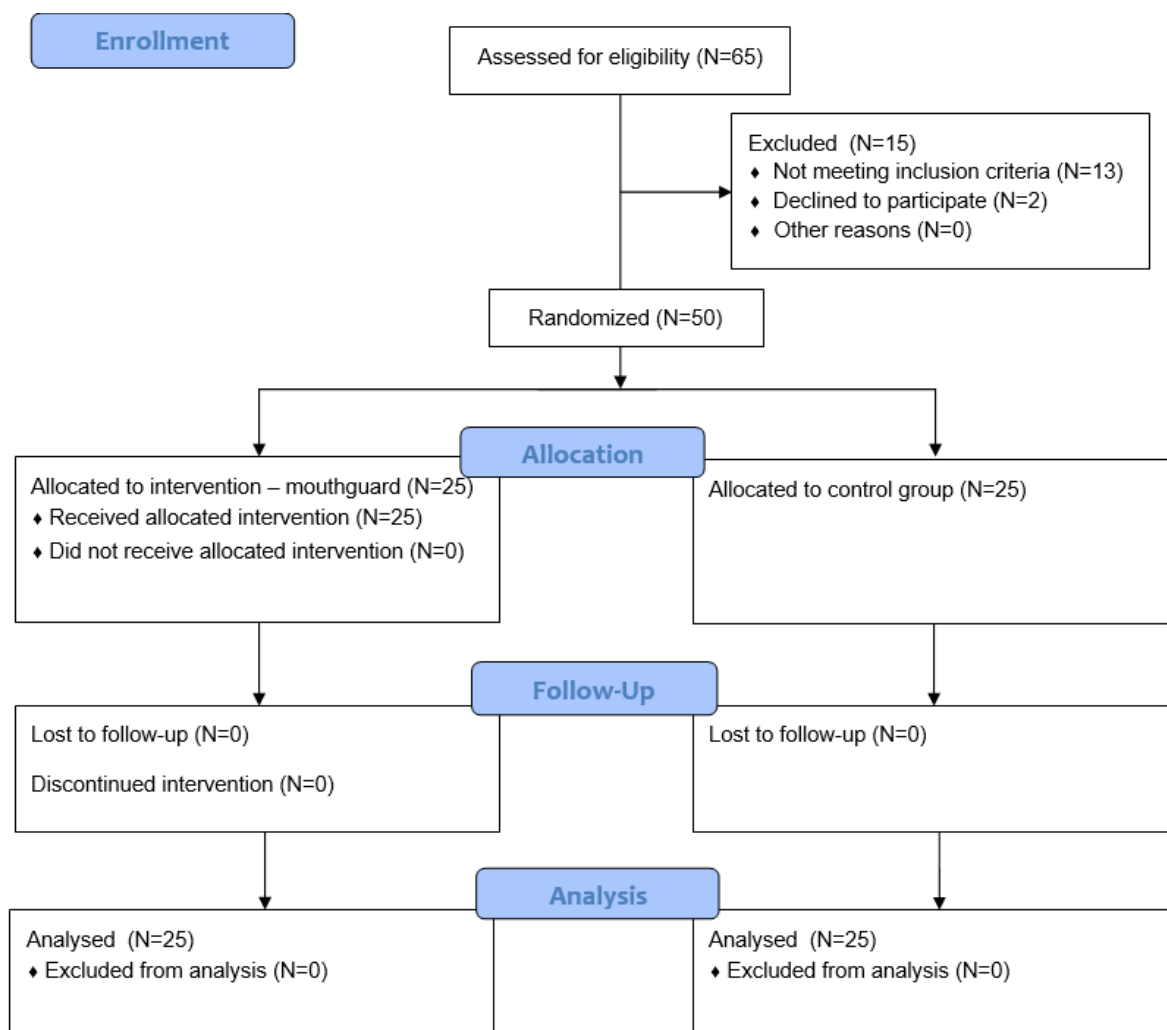 Enrollment
Assessed for eligibility (N=65)
Excluded (N=15)
♦ Not meeting inclusion criteria (N=13)
♦ Declined to participate (N=2)
♦ Other reasons (N=0)
Randomized (N=50)
Allocation
Allocated to intervention – mouthguard (N=25)
♦ Received allocated intervention (N=25)
♦ Did not receive allocated intervention (N=0)
Allocated to control group (N=25)
Follow-Up
Lost to follow-up (N=0)
Discontinued intervention (N=0)
Lost to follow-up (N=0)
Analysis
Analysed (N=25)
♦ Excluded from analysis (N=0)
Analysed (N=25)
♦ Excluded from analysis (N=0)